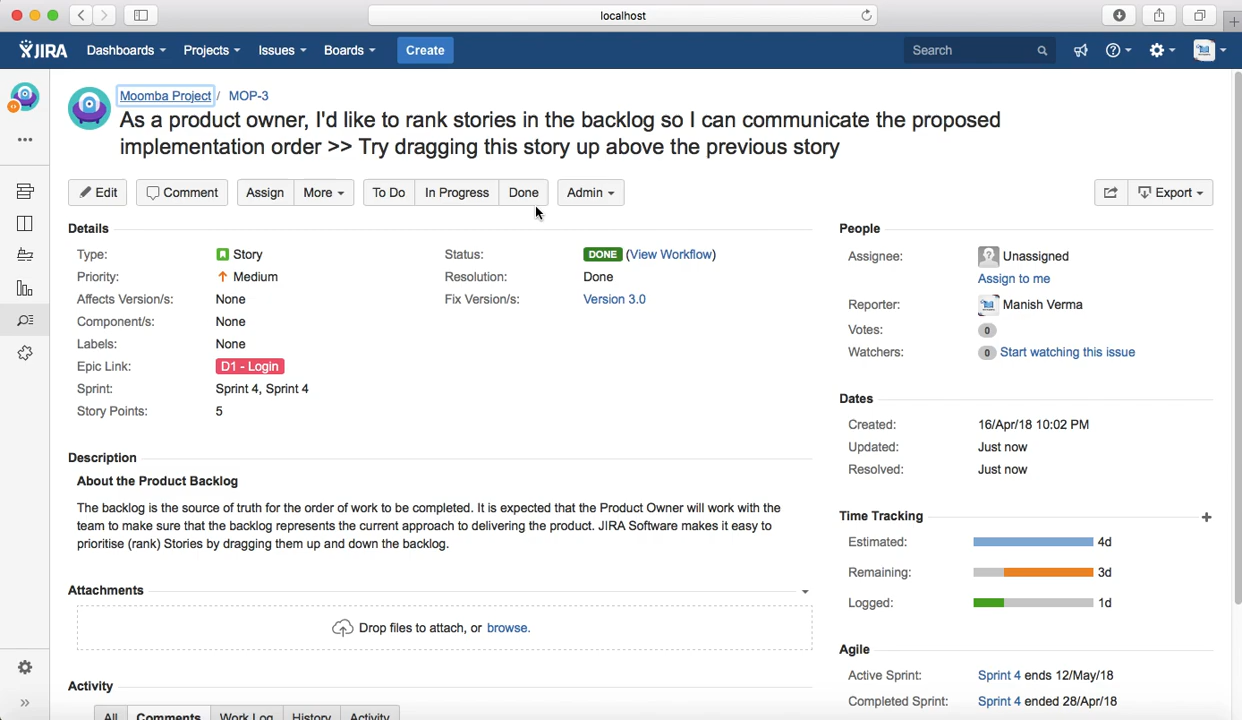 localhost
JIRA Dashboards Projects Issues Boards Create Search
Moomba Project / MOP-3
As a product owner, I'd like to rank stories in the backlog so I can communicate the proposed
implementation order >> Try dragging this story up above the previous story
Edit Comment Assign More To Do In Progress Done Admin Export
Details
Type: Story
Priority: Medium
Affects Version/s: None
Component/s: None
Labels: None
Epic Link: D1 - Login
Sprint: Sprint 4, Sprint 4
Story Points: 5
Status: DONE (View Workflow)
Resolution: Done
Fix Version/s: Version 3.0
Description
About the Product Backlog
The backlog is the source of truth for the order of work to be completed. It is expected that the Product Owner will work with the
team to make sure that the backlog represents the current approach to delivering the product. JIRA Software makes it easy to
prioritise (rank) Stories by dragging them up and down the backlog.
Attachments
Drop files to attach, or browse.
Activity
All Comments Work Log History Activity
People
Assignee: Unassigned
Assign to me
Reporter: Manish Verma
Votes: 0
Watchers: 0 Start watching this issue
Dates
Created: 16/Apr/18 10:02 PM
Updated: Just now
Resolved: Just now
Time Tracking
Estimated: 4d
Remaining: 3d
Logged: 1d
Agile
Active Sprint: Sprint 4 ends 12/May/18
Completed Sprint: Sprint 4 ended 28/Apr/18